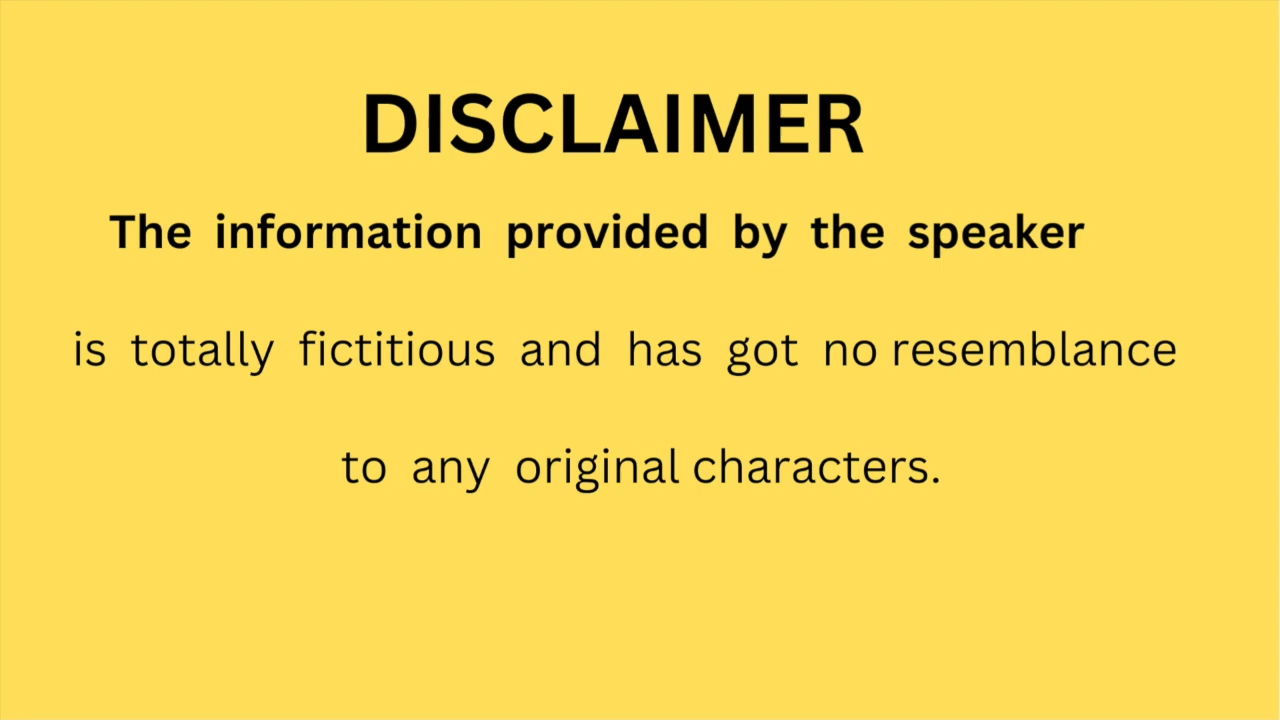 DISCLAIMER
The information provided by the speaker
is totally fictitious and has got no resemblance
to any original characters.